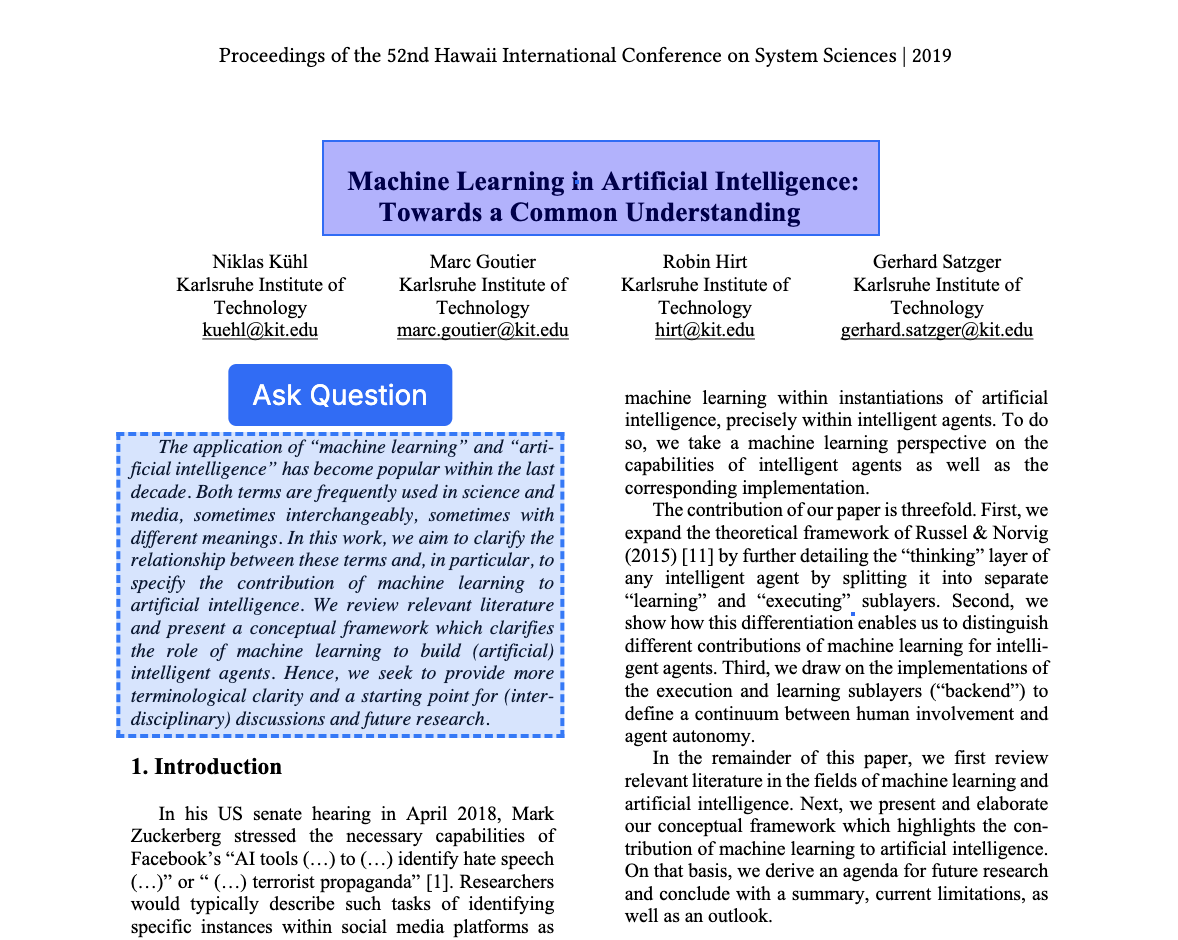 Proceedings of the 52nd Hawaii International Conference on System Sciences | 2019
Machine Learning in Artificial Intelligence:
Towards a Common Understanding
Niklas Kühl
Karlsruhe Institute of
Technology
kuehl@kit.edu
Marc Goutier
Karlsruhe Institute of
Technology
marc.goutier@kit.edu
Robin Hirt
Karlsruhe Institute of
Technology
hirt@kit.edu
Gerhard Satzger
Karlsruhe Institute of
Technology
gerhard.satzger@kit.edu
Ask Question
The application of “machine learning” and “arti-
ficial intelligence” has become popular within the last
decade. Both terms are frequently used in science and
media, sometimes interchangeably, sometimes with
different meanings. In this work, we aim to clarify the
relationship between these terms and, in particular, to
specify the contribution of machine learning to
artificial intelligence. We review relevant literature
and present a conceptual framework which clarifies
the role of machine learning to build (artificial)
intelligent agents. Hence, we seek to provide more
terminological clarity and a starting point for (inter-
disciplinary) discussions and future research.
1. Introduction
In his US senate hearing in April 2018, Mark
Zuckerberg stressed the necessary capabilities of
Facebook’s “AI tools (…) to (…) identify hate speech
(…)” or “ (…) terrorist propaganda” [1]. Researchers
would typically describe such tasks of identifying
specific instances within social media platforms as
machine learning within instantiations of artificial
intelligence, precisely within intelligent agents. To do
so, we take a machine learning perspective on the
capabilities of intelligent agents as well as the
corresponding implementation.
The contribution of our paper is threefold. First, we
expand the theoretical framework of Russel & Norvig
(2015) [11] by further detailing the “thinking” layer of
any intelligent agent by splitting it into separate
“learning” and “executing” sublayers. Second, we
show how this differentiation enables us to distinguish
different contributions of machine learning for intelli-
gent agents. Third, we draw on the implementations of
the execution and learning sublayers (“backend”) to
define a continuum between human involvement and
agent autonomy.
In the remainder of this paper, we first review
relevant literature in the fields of machine learning and
artificial intelligence. Next, we present and elaborate
our conceptual framework which highlights the con-
tribution of machine learning to artificial intelligence.
On that basis, we derive an agenda for future research
and conclude with a summary, current limitations, as
well as an outlook.